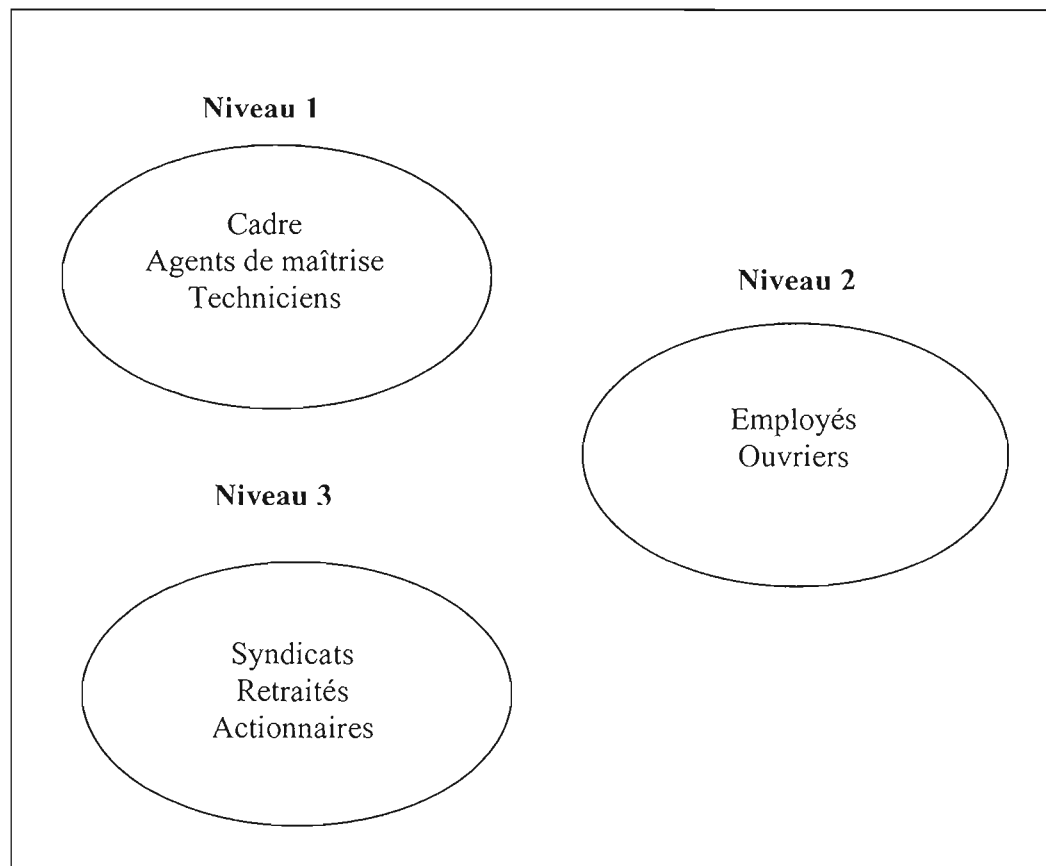 Niveau 1
Cadre
Agents de maîtrise
Techniciens
Niveau 2
Employés
Ouvriers
Niveau 3
Syndicats
Retraités
Actionnaires